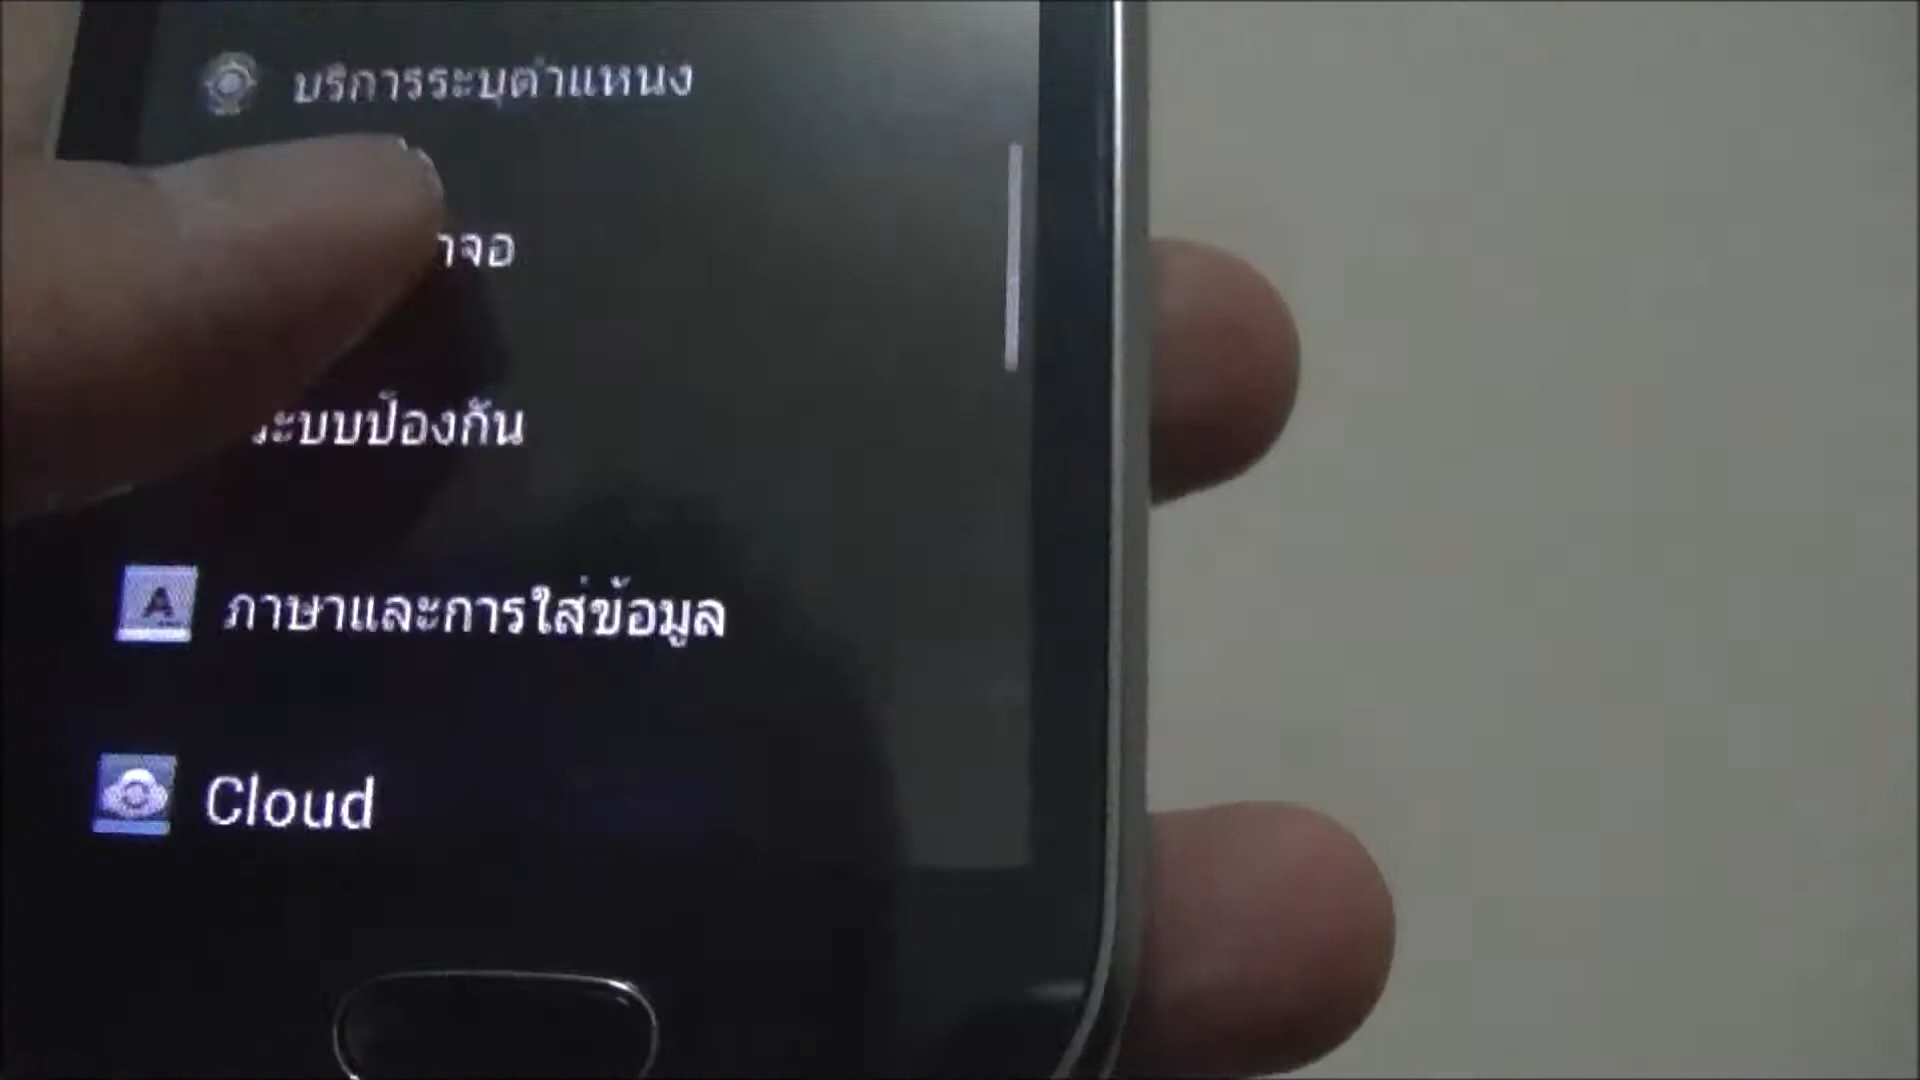 บริการระบุตำแหน่ง
าจอ
ระบบป้องกัน
ภาษาและการใส่ข้อมูล
Cloud